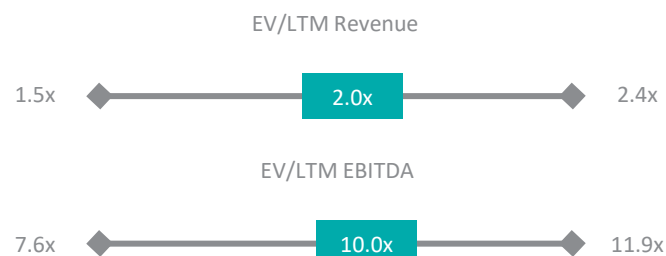 EV/LTM Revenue
1.5x 2.0x 2.4x
EV/LTM EBITDA
7.6x 10.0x 11.9x